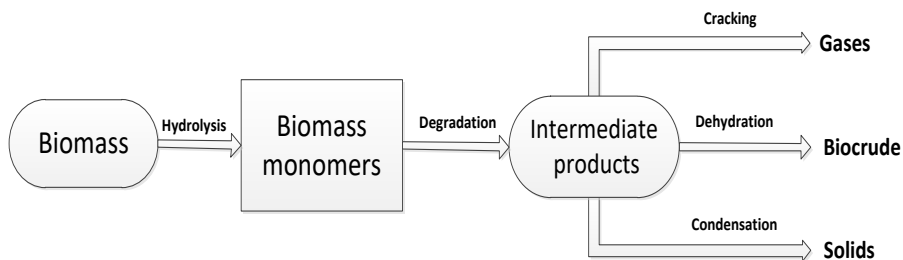 Biomass
Hydrolysis
Biomass
monomers
Degradation
Intermediate
products
Cracking
Gases
Dehydration
Biocrude
Condensation
Solids